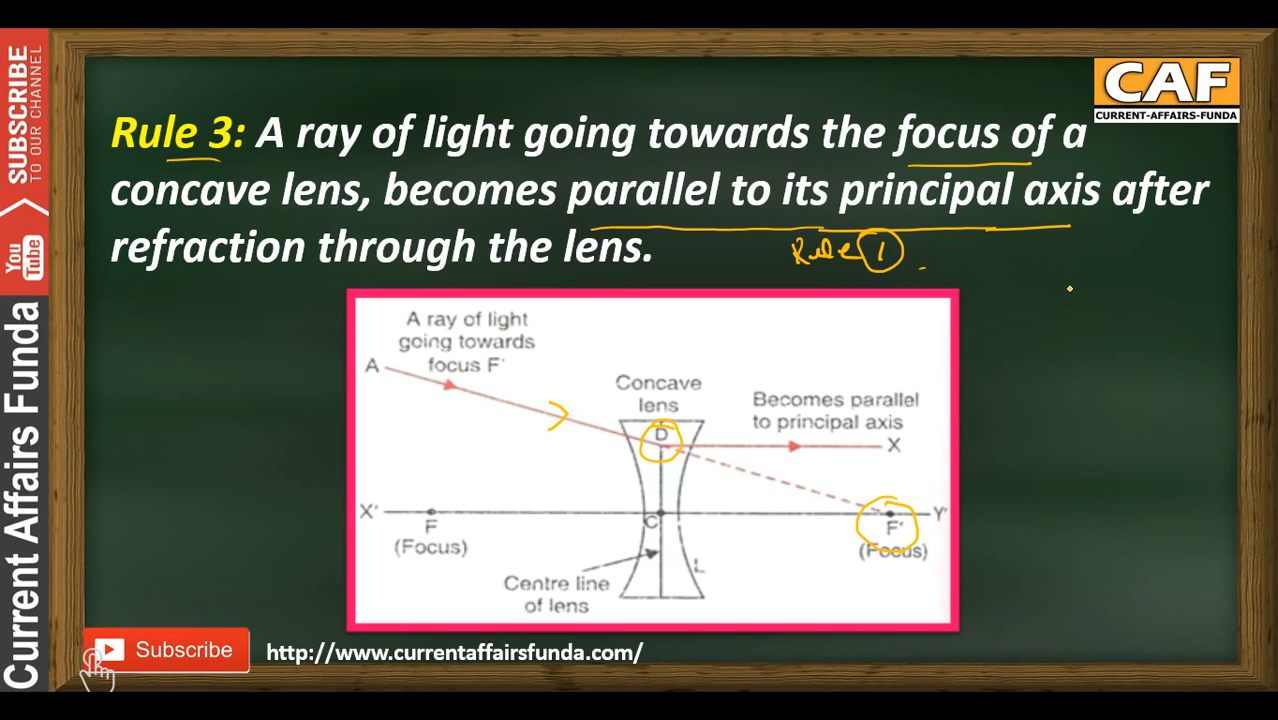 SUBSCRIBE
TO OUR CHANNEL
You
Tube
Current Affairs Funda
CAF
CURRENT-AFFAIRS-FUNDA
Rule 3: A ray of light going towards the focus of a
concave lens, becomes parallel to its principal axis after
refraction through the lens.
Rule 1
A ray of light
going towards
focus F'
A
Concave
lens
D
Becomes parallel
to principal axis
X
X'
F
(Focus)
C
Y'
F'
(Focus)
L
Centre line
of lens
Subscribe
http://www.currentaffairsfunda.com/